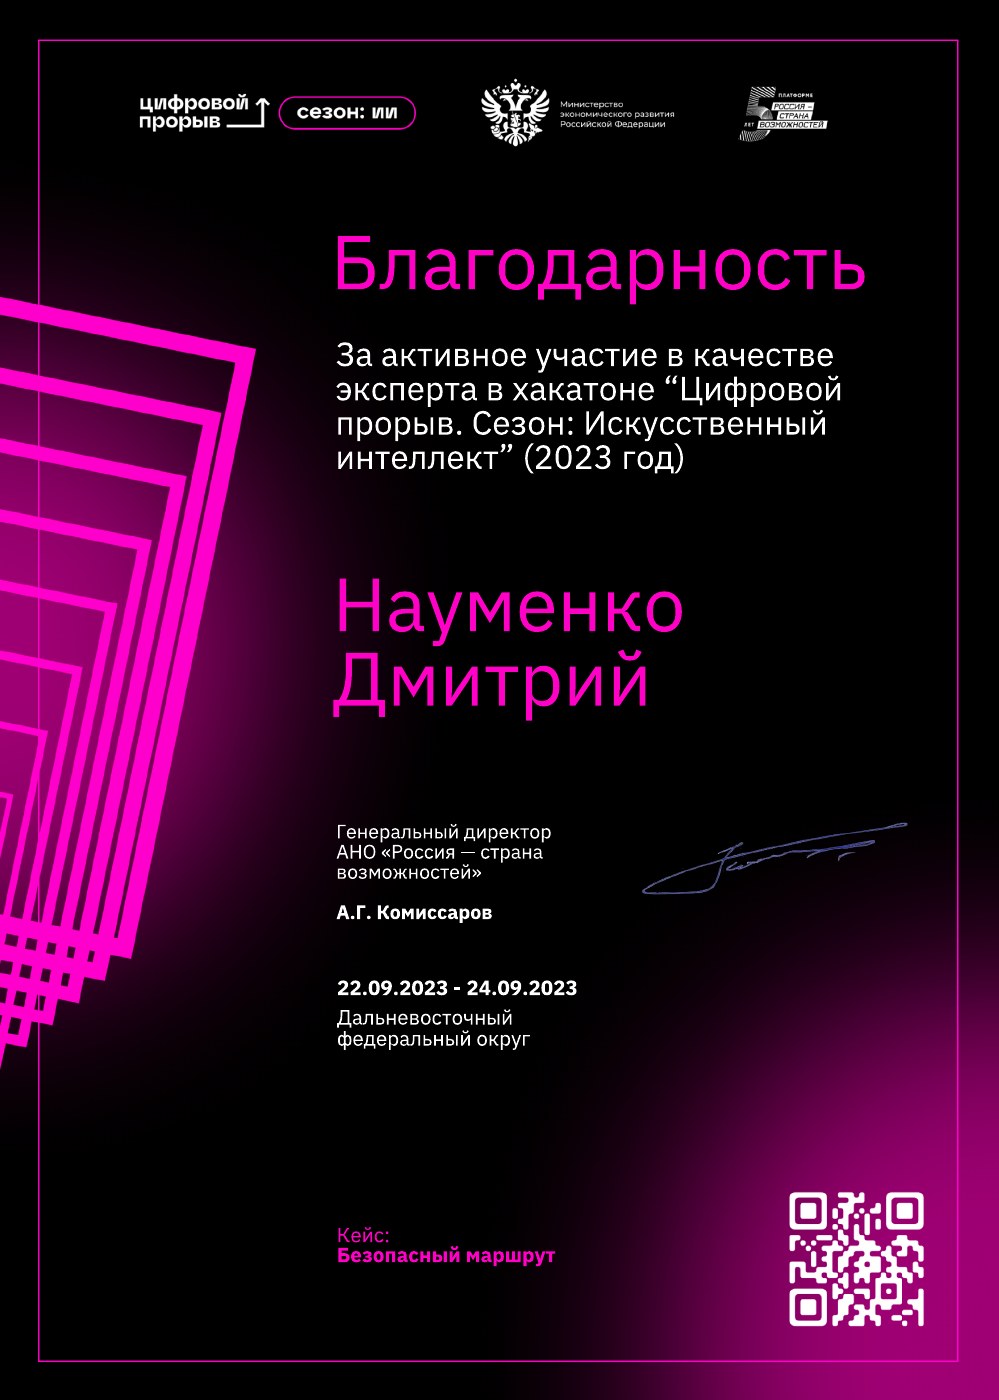 цифровой
прорыв
сезон: ии
Министерство
экономического развития
Российской Федерации
ПЛАТФОРМЕ
5 ЛЕТ
РОССИЯ –
СТРАНА
ВОЗМОЖНОСТЕЙ
Благодарность
За активное участие в качестве
эксперта в хакатоне “Цифровой
прорыв. Сезон: Искусственный
интеллект” (2023 год)
Науменко
Дмитрий
Генеральный директор
АНО «Россия — страна
возможностей»
А.Г. Комиссаров
22.09.2023 - 24.09.2023
Дальневосточный
федеральный округ
Кейс:
Безопасный маршрут